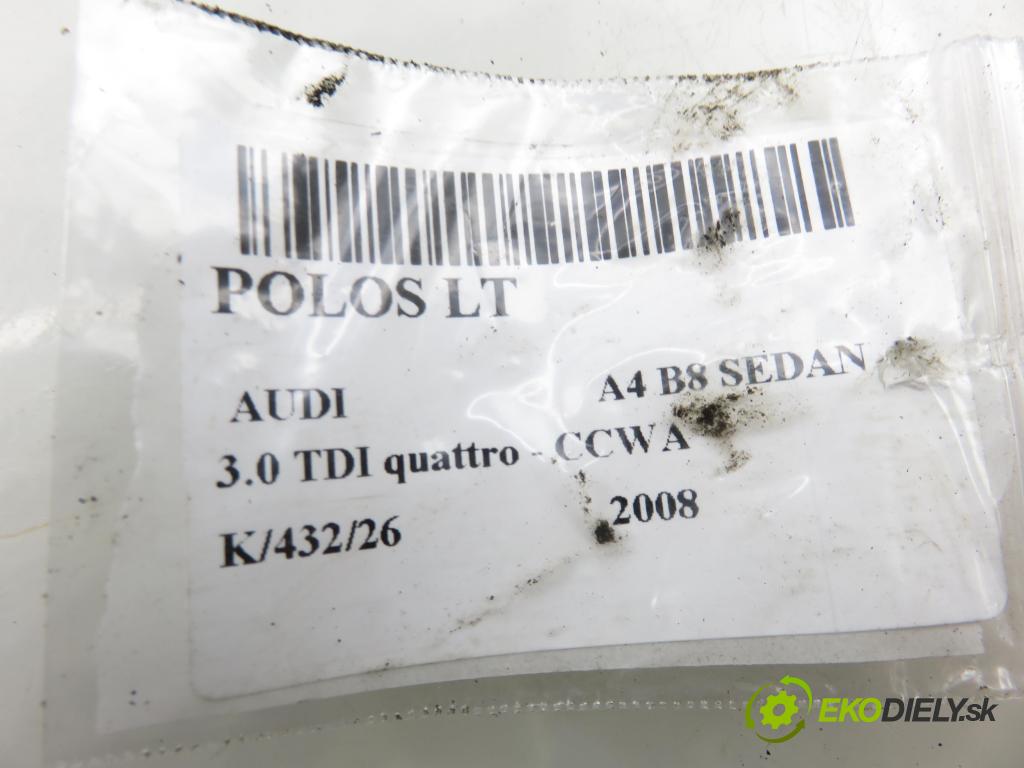 POLOS LT
AUDI A4 B8 SEDAN
3.0 TDI quattro - CCWA
K/432/26 2008
EKODIELY.sk